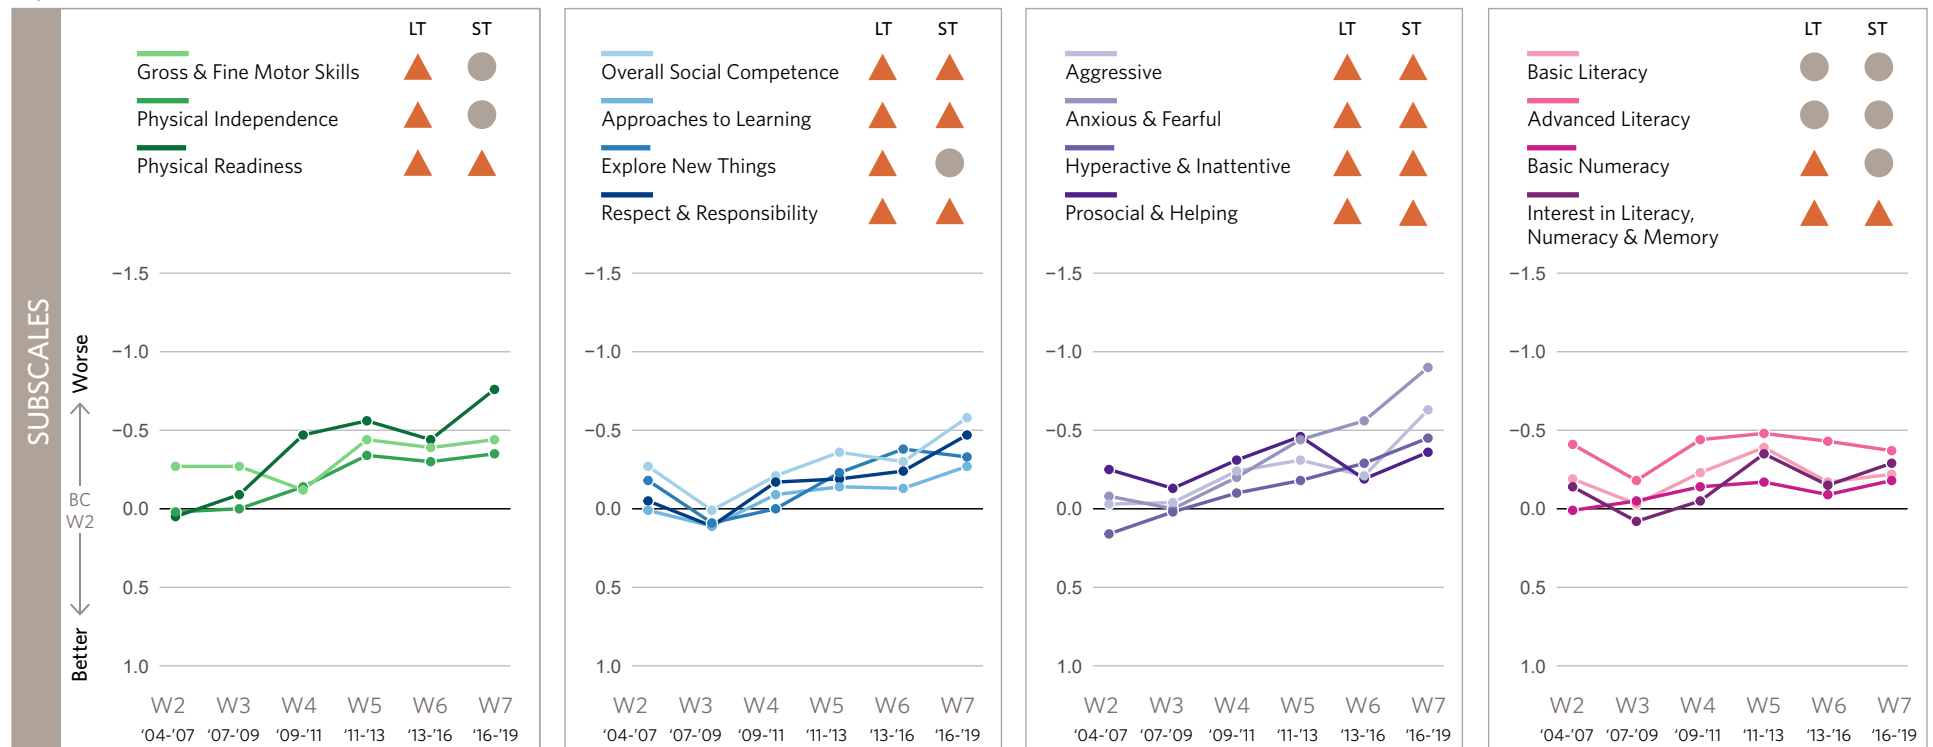 SUBSCALES
Worse
BC
W2
Better
LT ST
Gross & Fine Motor Skills
Physical Independence
Physical Readiness
−1.5
−1.0
−0.5
0.0
0.5
1.0
W2 W3 W4 W5 W6 W7
‘04-’07 ‘07-’09 ‘09-’11 ‘11-’13 ‘13-’16 ‘16-’19
LT ST
Overall Social Competence
Approaches to Learning
Explore New Things
Respect & Responsibility
−1.5
−1.0
−0.5
0.0
0.5
1.0
W2 W3 W4 W5 W6 W7
‘04-’07 ‘07-’09 ‘09-’11 ‘11-’13 ‘13-’16 ‘16-’19
LT ST
Aggressive
Anxious & Fearful
Hyperactive & Inattentive
Prosocial & Helping
−1.5
−1.0
−0.5
0.0
0.5
1.0
W2 W3 W4 W5 W6 W7
‘04-’07 ‘07-’09 ‘09-’11 ‘11-’13 ‘13-’16 ‘16-’19
LT ST
Basic Literacy
Advanced Literacy
Basic Numeracy
Interest in Literacy,
Numeracy & Memory
−1.5
−1.0
−0.5
0.0
0.5
1.0
W2 W3 W4 W5 W6 W7
‘04-’07 ‘07-’09 ‘09-’11 ‘11-’13 ‘13-’16 ‘16-’19